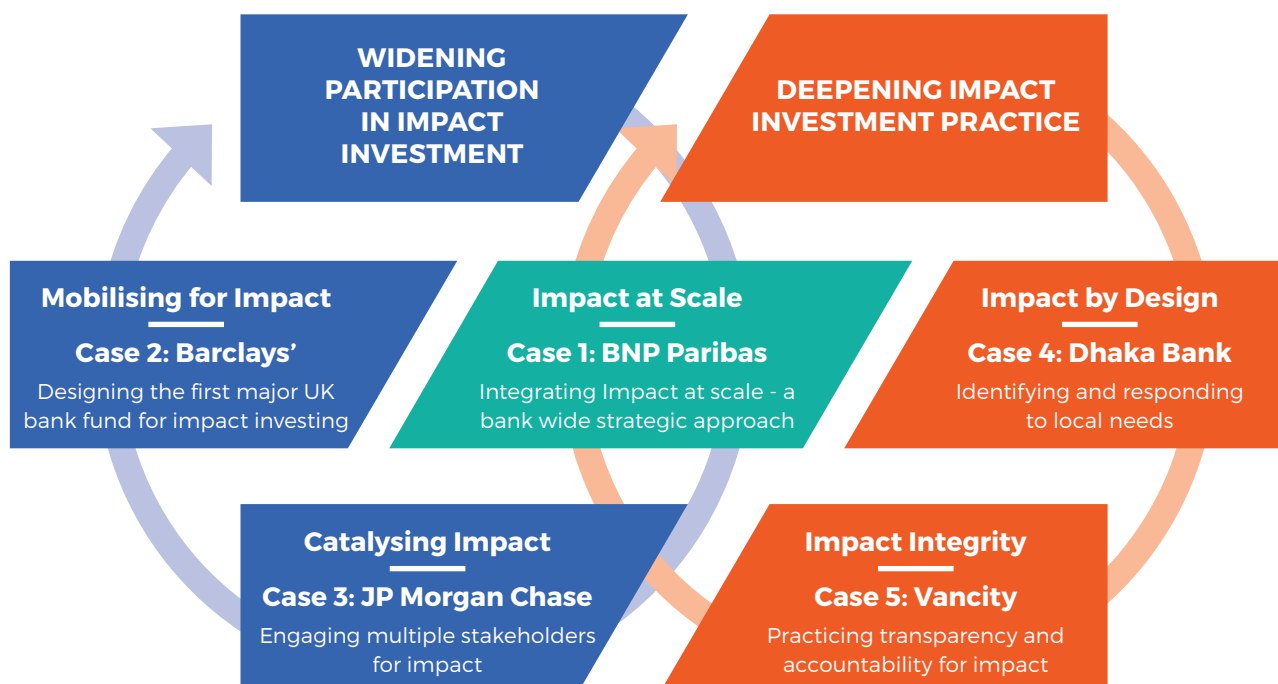 WIDENING
PARTICIPATION
IN IMPACT
INVESTMENT
DEEPENING IMPACT
INVESTMENT PRACTICE
Mobilising for Impact
Case 2: Barclays’
Designing the first major UK
bank fund for impact investing
Impact at Scale
Case 1: BNP Paribas
Integrating Impact at scale - a
bank wide strategic approach
Impact by Design
Case 4: Dhaka Bank
Identifying and responding
to local needs
Catalysing Impact
Case 3: JP Morgan Chase
Engaging multiple stakeholders
for impact
Impact Integrity
Case 5: Vancity
Practicing transparency and
accountability for impact